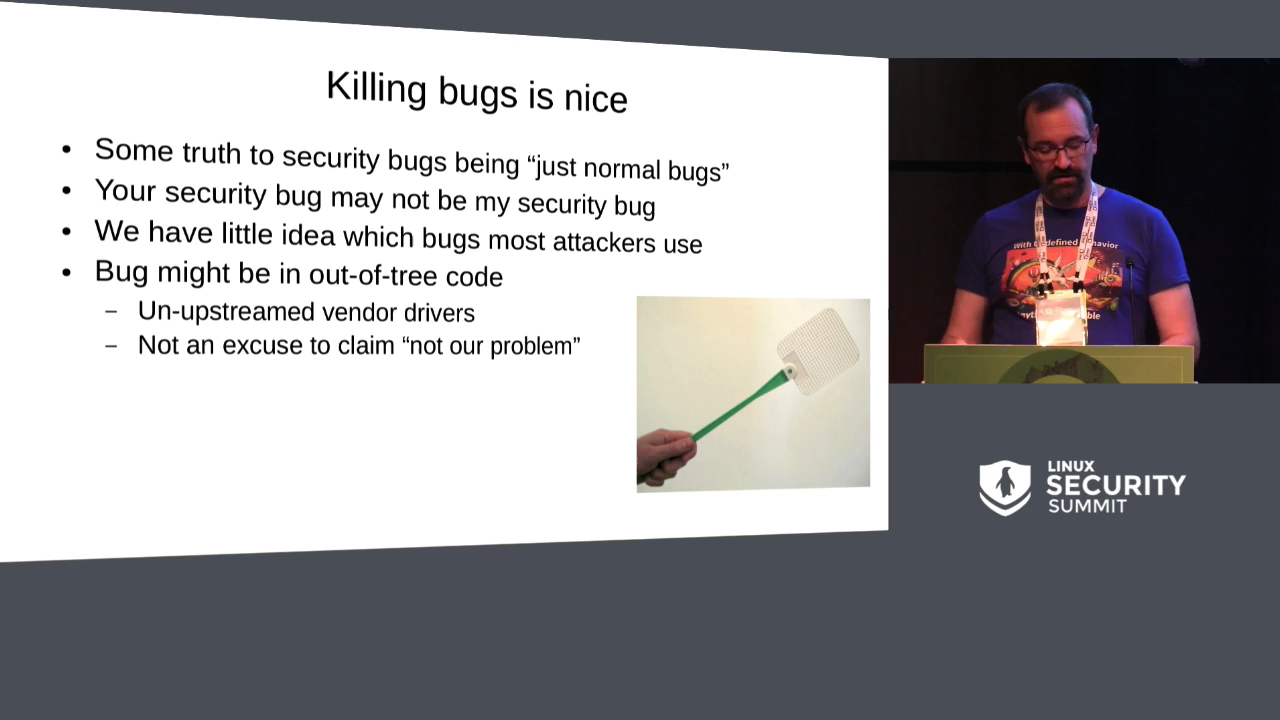 Killing bugs is nice
• Some truth to security bugs being “just normal bugs”
• Your security bug may not be my security bug
• We have little idea which bugs most attackers use
• Bug might be in out-of-tree code
– Un-upstreamed vendor drivers
– Not an excuse to claim “not our problem”
LINUX
SECURITY
SUMMIT